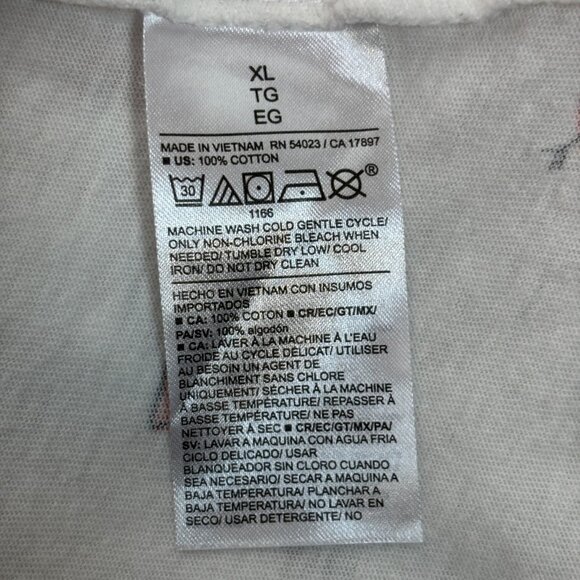 XL
TG
EG
MADE IN VIETNAM RN 54023 / CA 17897
■ US: 100% COTTON
30
®
1166
MACHINE WASH COLD GENTLE CYCLE/
ONLY NON-CHLORINE BLEACH WHEN
NEEDED/ TUMBLE DRY LOW/ COOL
IRON/ DO NOT DRY CLEAN
HECHO EN VIETNAM CON INSUMOS
IMPORTADOS
■ CA: 100% COTON ■ CR/EC/GT/MX/
PA/SV: 100% algodón
■ CA: LAVER À LA MACHINE À L'EAU
FROIDE AU CYCLE DÉLICAT/ UTILISER
AU BESOIN UN AGENT DE
BLANCHIMENT SANS CHLORE
UNIQUEMENT/ SÉCHER À LA MACHINE
À BASSE TEMPÉRATURE/ REPASSER À
BASSE TEMPÉRATURE/ NE PAS
NETTOYER À SEC ■ CR/EC/GT/MX/PA/
SV: LAVAR A MAQUINA CON AGUA FRIA
CICLO DELICADO/ USAR
BLANQUEADOR SIN CLORO CUANDO
SEA NECESARIO/ SECAR A MAQUINA A
BAJA TEMPERATURA/ PLANCHAR A
BAJA TEMPERATURA/ NO LAVAR EN
SECO/ USAR DETERGENTE/ NO